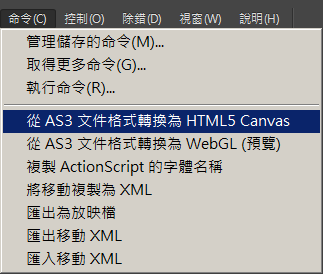 命令(C) 控制(O) 除錯(D) 視窗(W) 說明(H)
管理儲存的命令(M)...
取得更多命令(G)...
執行命令(R)...
從 AS3 文件格式轉換為 HTML5 Canvas
從 AS3 文件格式轉換為 WebGL (預覽)
複製 ActionScript 的字體名稱
將移動複製為 XML
匯出為放映檔
匯出移動 XML
匯入移動 XML